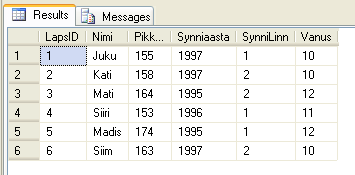 Results Messages
LapsID Nimi Pikk... Synniaasta SynniLinn Vanus
1 1 Juku 155 1997 1 10
2 2 Kati 158 1997 2 10
3 3 Mati 164 1995 2 12
4 4 Siiri 153 1996 1 11
5 5 Madis 174 1995 1 12
6 6 Siim 163 1997 2 10